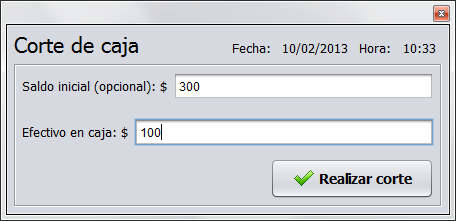 Corte de caja Fecha: 10/02/2013 Hora: 10:33
Saldo inicial (opcional): $ 300
Efectivo en caja: $ 100
Realizar corte